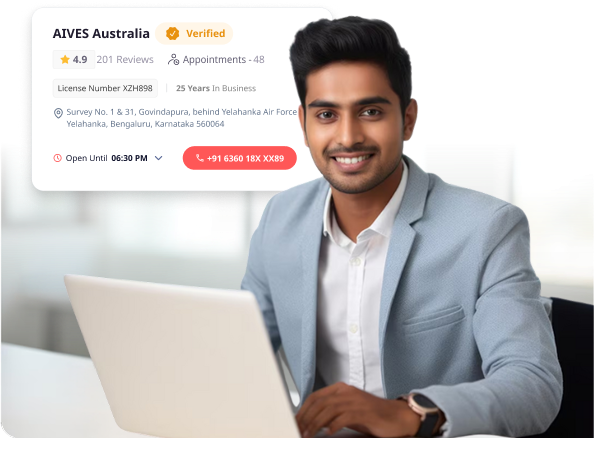 AIVES Australia Verified
4.9 201 Reviews Appointments - 48
License Number XZH898 25 Years In Business
Survey No. 1 & 31, Govindapura, behind Yelahanka Air Force
Yelahanka, Bengaluru, Karnataka 560064
Open Until 06:30 PM +91 6360 18X XX89